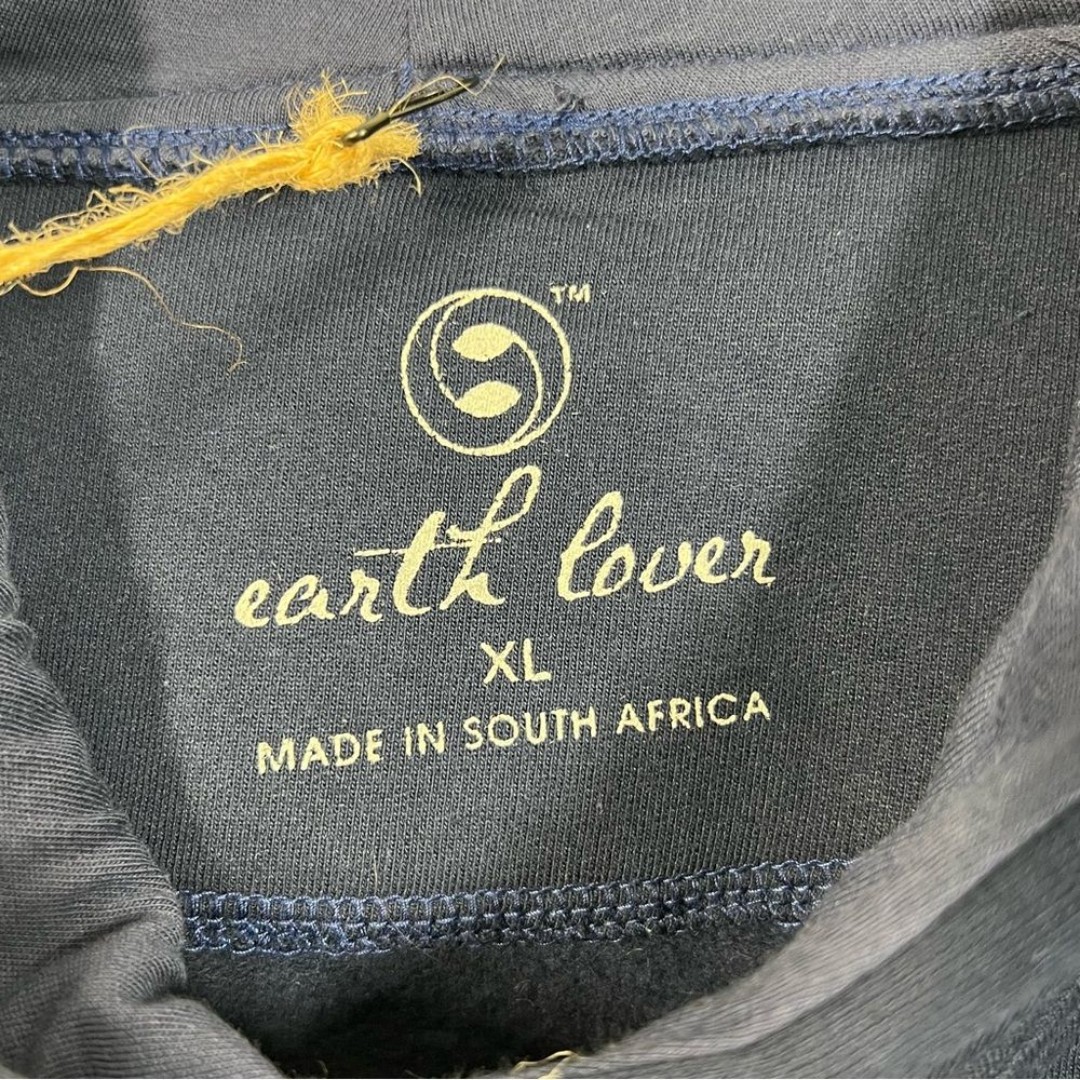 TM
earth lover
XL
MADE IN SOUTH AFRICA